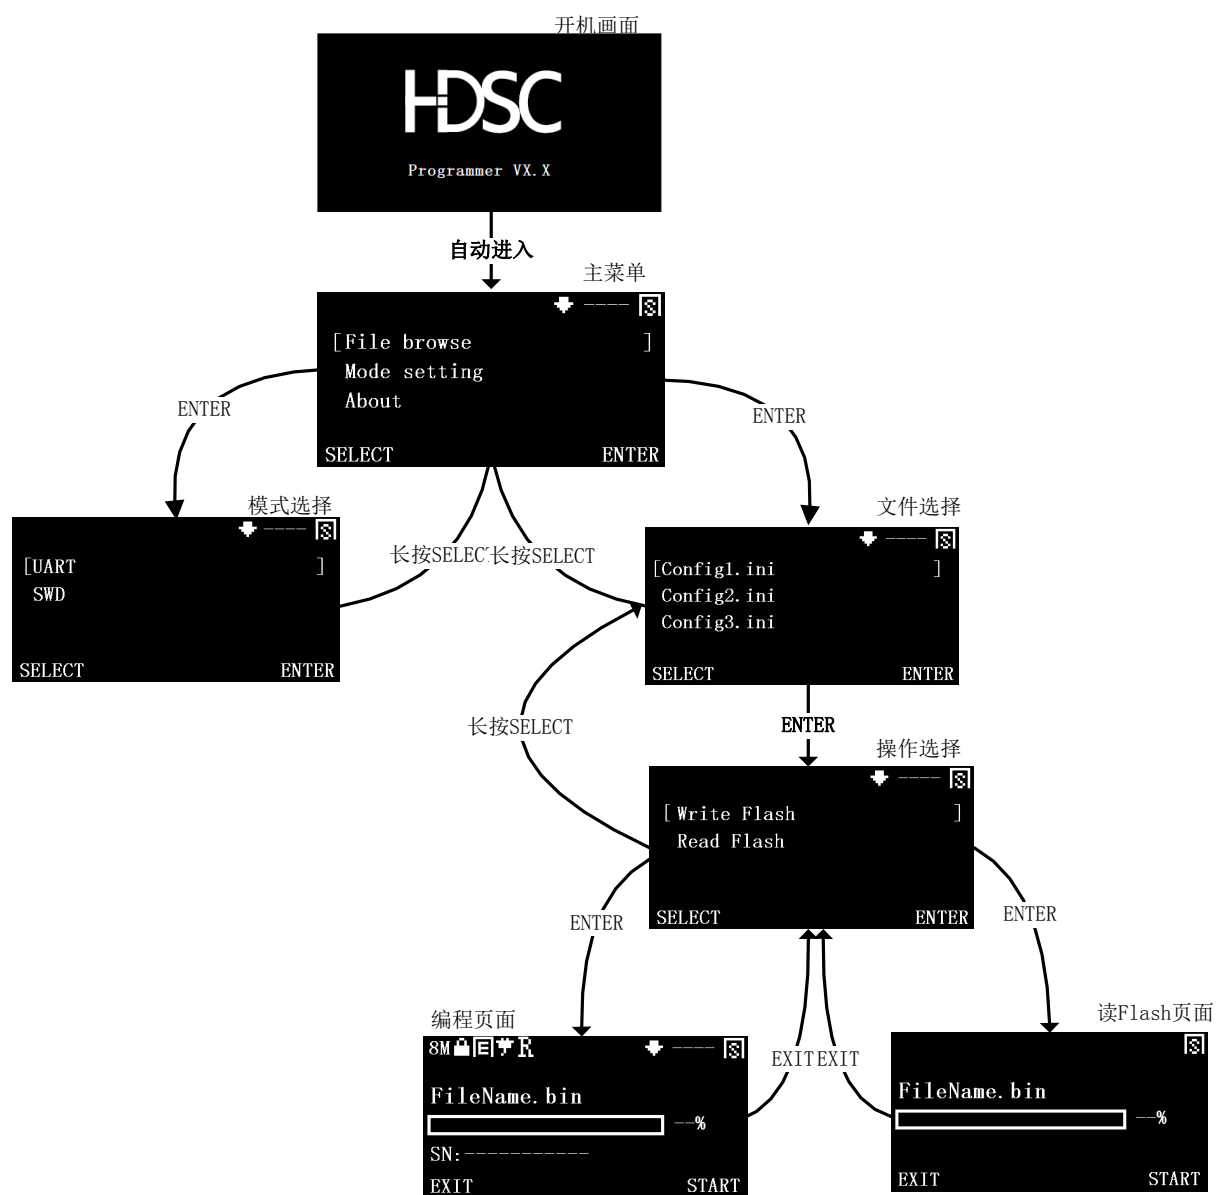 开机画面
HDSC
Programmer VX.X
自动进入
主菜单
---- S
[File browse ]
Mode setting
About
SELECT ENTER
ENTER
ENTER
模式选择
---- S
[UART ]
SWD
SELECT ENTER
长按SELEC
长按SELECT
文件选择
---- S
[Config1.ini ]
Config2.ini
Config3.ini
SELECT ENTER
长按SELECT
ENTER
操作选择
---- S
[Write Flash ]
Read Flash
SELECT ENTER
ENTER
ENTER
EXIT
EXIT
编程页面
8M E R ---- S
FileName.bin
--%
SN:-----------
EXIT START
读Flash页面
S
FileName.bin
--%
EXIT START